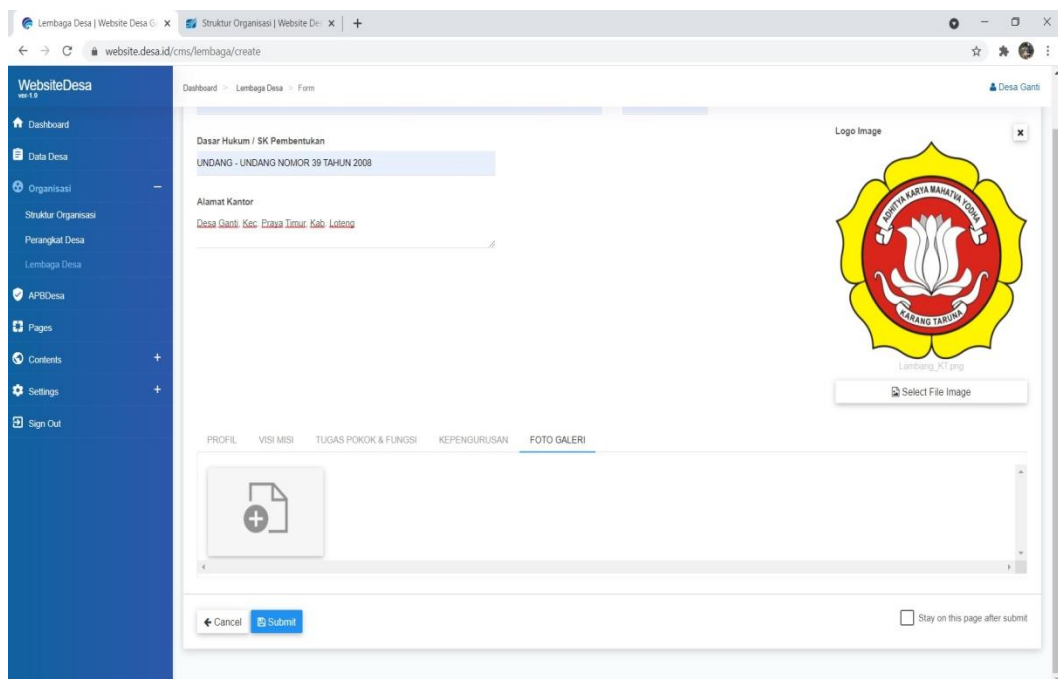 Lembaga Desa | Website Desa G
Struktur Organisasi | Website De
website.desa.id/cms/lembaga/create
WebsiteDesa
ver-1.0
Dashboard > Lembaga Desa > Form
Desa Ganti
Dashboard
Data Desa
Organisasi
Struktur Organisasi
Perangkat Desa
Lembaga Desa
APBDesa
Pages
Contents
Settings
Sign Out
Dasar Hukum / SK Pembentukan
UNDANG - UNDANG NOMOR 39 TAHUN 2008
Alamat Kantor
Desa Ganti, Kec. Praya Timur, Kab. Loteng
Logo Image
ADHITYA KARYA MAHATVA YODHA
KARANG TARUNA
Lambang_KT.png
Select File Image
PROFIL VISI MISI TUGAS POKOK & FUNGSI KEPENGURUSAN FOTO GALERI
Cancel Submit
Stay on this page after submit